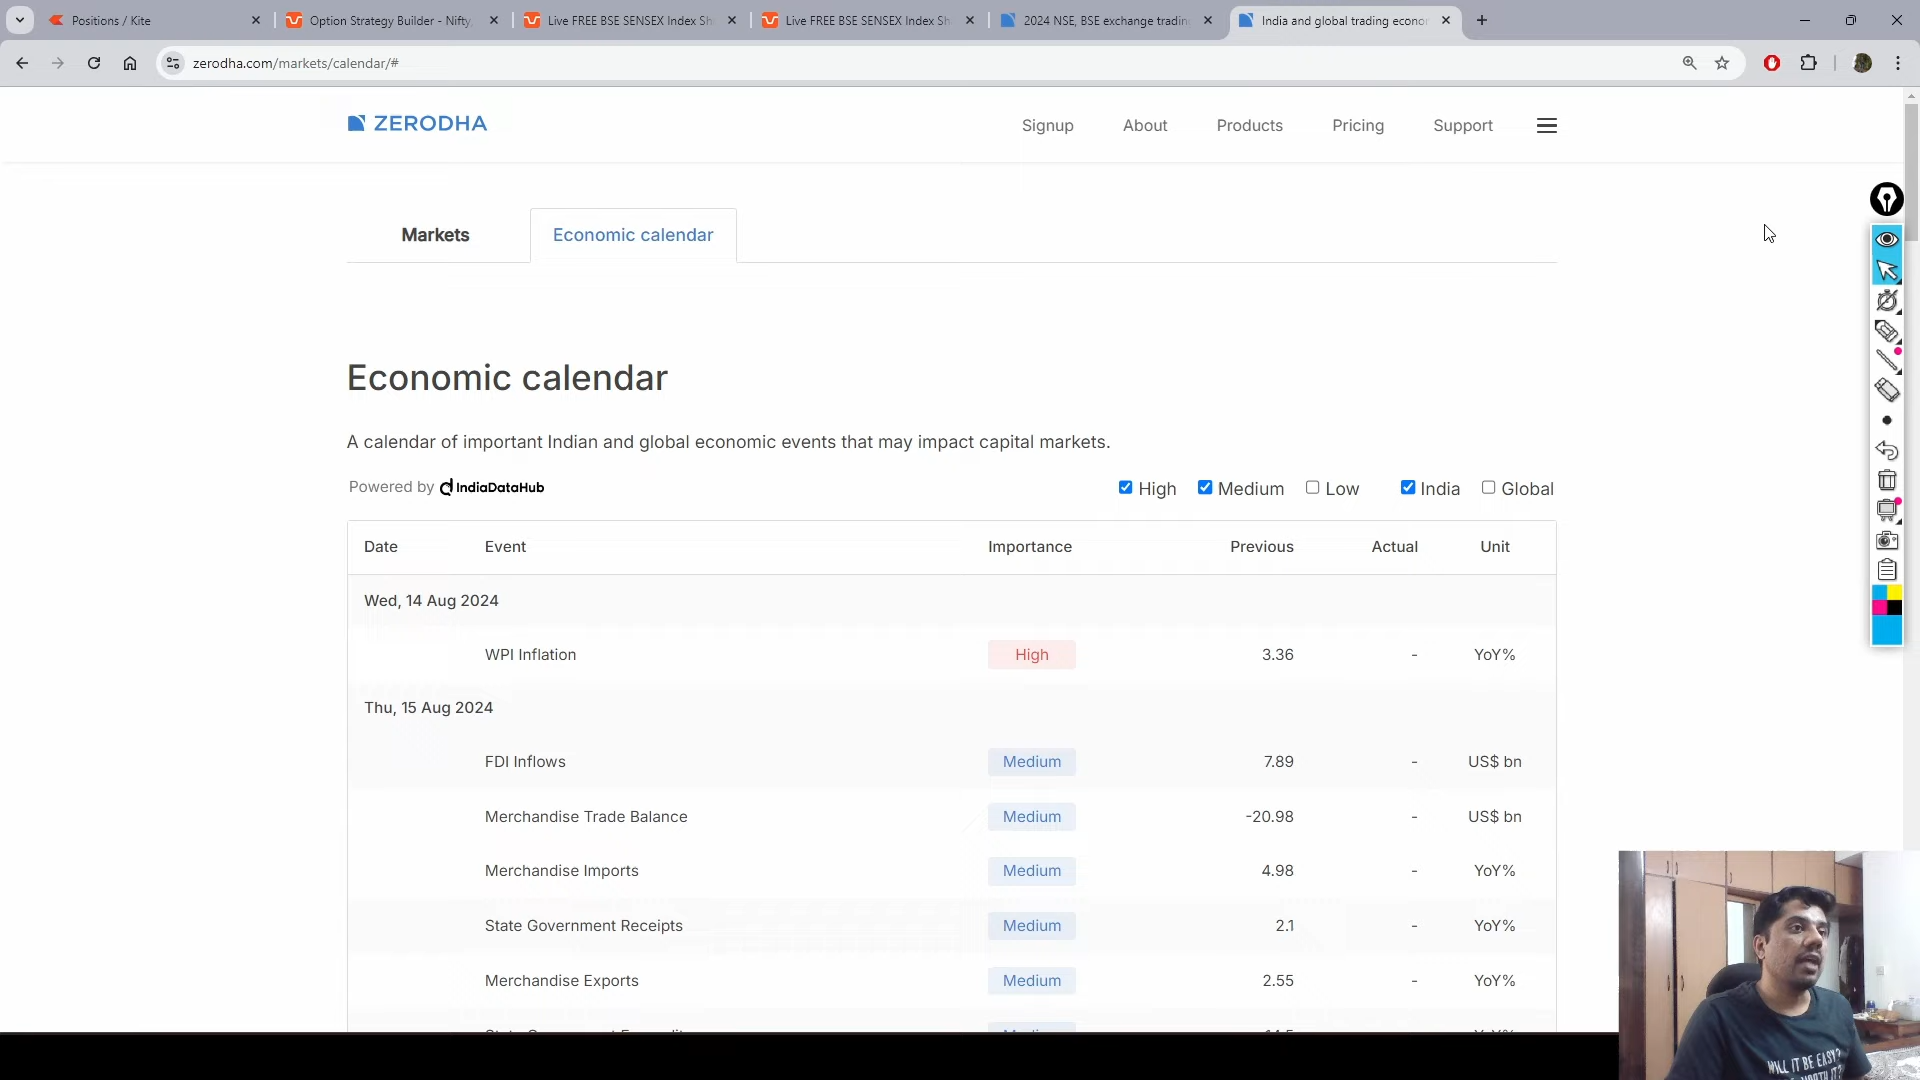 Positions / Kite
Option Strategy Builder - Nifty,
Live FREE BSE SENSEX Index Sh
Live FREE BSE SENSEX Index Sh
2024 NSE, BSE exchange trading
India and global trading econo
zerodha.com/markets/calendar/#
ZERODHA
Signup
About
Products
Pricing
Support
Markets
Economic calendar
Economic calendar
A calendar of important Indian and global economic events that may impact capital markets.
Powered by IndiaDataHub
High Medium Low India Global
Date Event Importance Previous Actual Unit
Wed, 14 Aug 2024
WPI Inflation High 3.36 - YoY%
Thu, 15 Aug 2024
FDI Inflows Medium 7.89 - US$ bn
Merchandise Trade Balance Medium -20.98 - US$ bn
Merchandise Imports Medium 4.98 - YoY%
State Government Receipts Medium 2.1 - YoY%
Merchandise Exports Medium 2.55 - YoY%
WILL IT BE EASY?